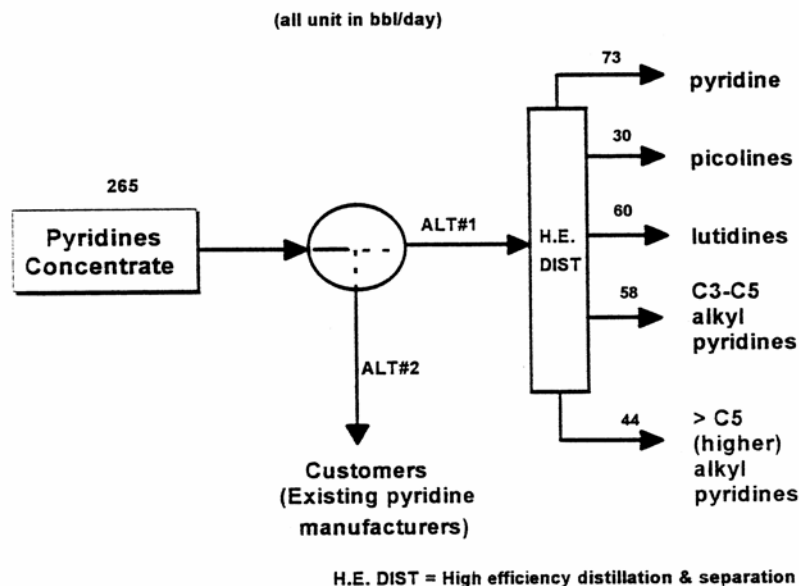 (all unit in bbl/day)
73
pyridine
30
picolines
265
Pyridines
Concentrate
ALT#1
H.E.
DIST
60
lutidines
58
C3-C5
alkyl
pyridines
ALT#2
44
> C5
(higher)
alkyl
pyridines
Customers
(Existing pyridine
manufacturers)
H.E. DIST = High efficiency distillation & separation